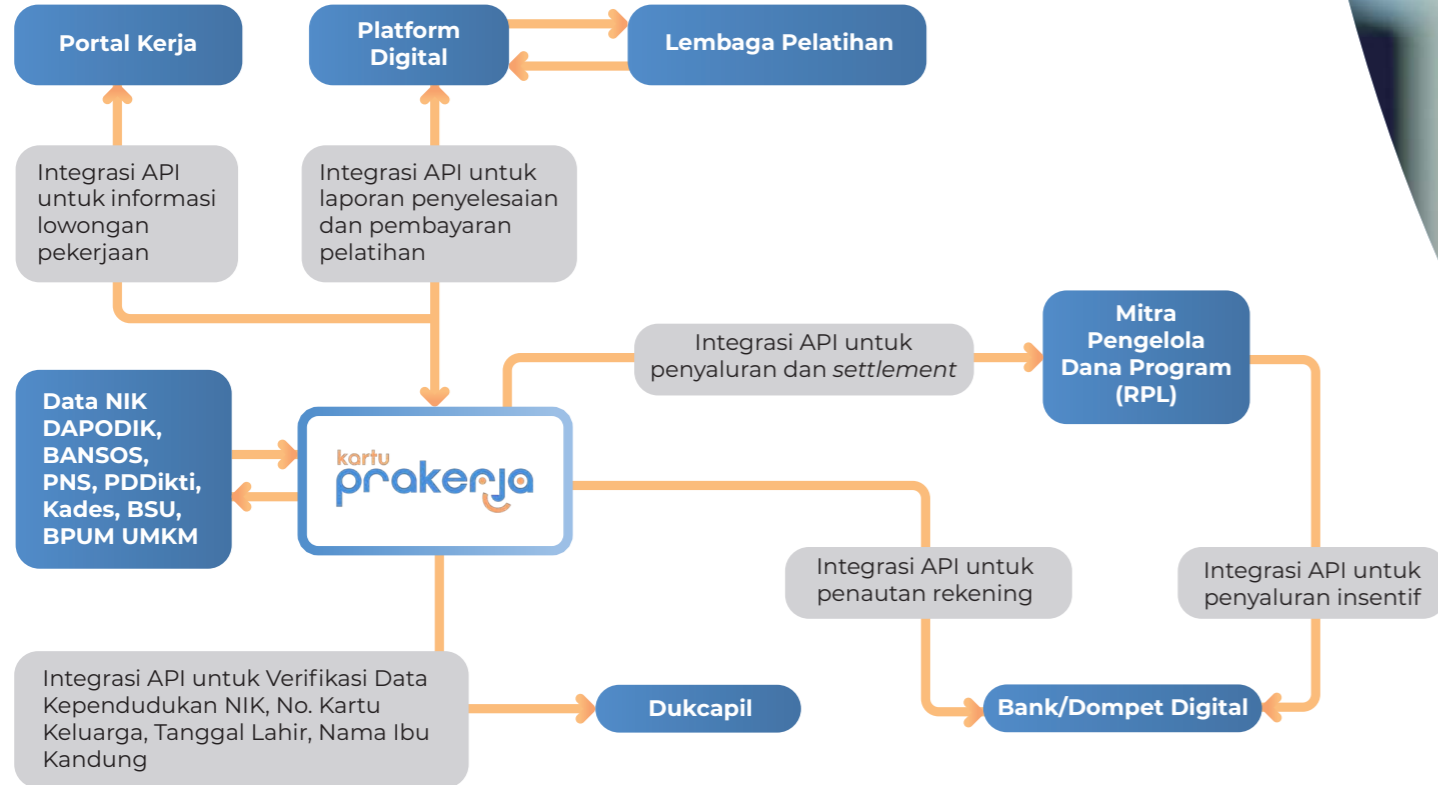 Portal Kerja
Platform
Digital
Lembaga Pelatihan
Integrasi API
untuk informasi
lowongan
pekerjaan
Integrasi API untuk
laporan penyelesaian
dan pembayaran
pelatihan
Integrasi API untuk
penyaluran dan settlement
Mitra
Pengelola
Dana Program
(RPL)
Data NIK
DAPODIK,
BANSOS,
PNS, PDDikti,
Kades, BSU,
BPUM UMKM
kartu
prakerja
Integrasi API untuk
penautan rekening
Integrasi API untuk
penyaluran insentif
Integrasi API untuk Verifikasi Data
Kependudukan NIK, No. Kartu
Keluarga, Tanggal Lahir, Nama Ibu
Kandung
Dukcapil
Bank/Dompet Digital